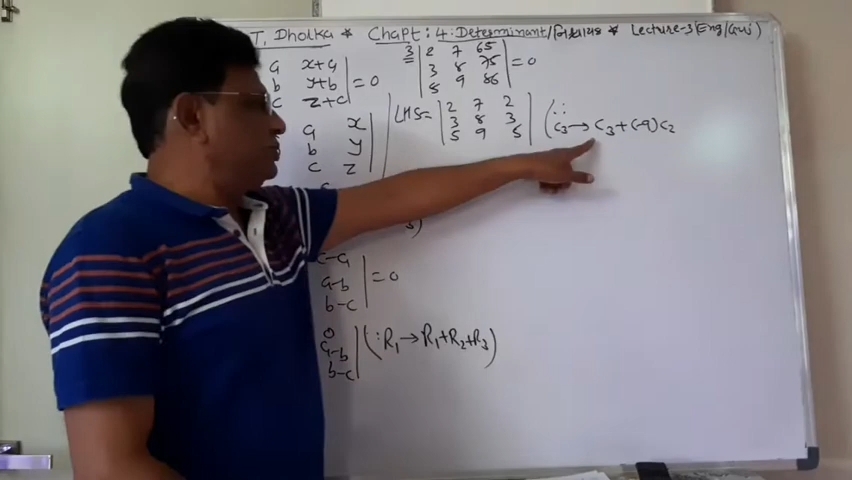 T. Dholka * Chapt: 4: Determinant/નિશ્ચાયક * Lecture-3 (Eng/Guj)
a x+a
b y+b = 0
c z+c
a x
b y
c z
3 2 7 65
3 8 75 = 0
5 9 86
LHS = 2 7 2
3 8 3
5 9 5
(∵ C₃→C₃+(-9)C₂
c-a
a-b = 0
b-c
0
a-b (∵ R₁→R₁+R₂+R₃)
b-c